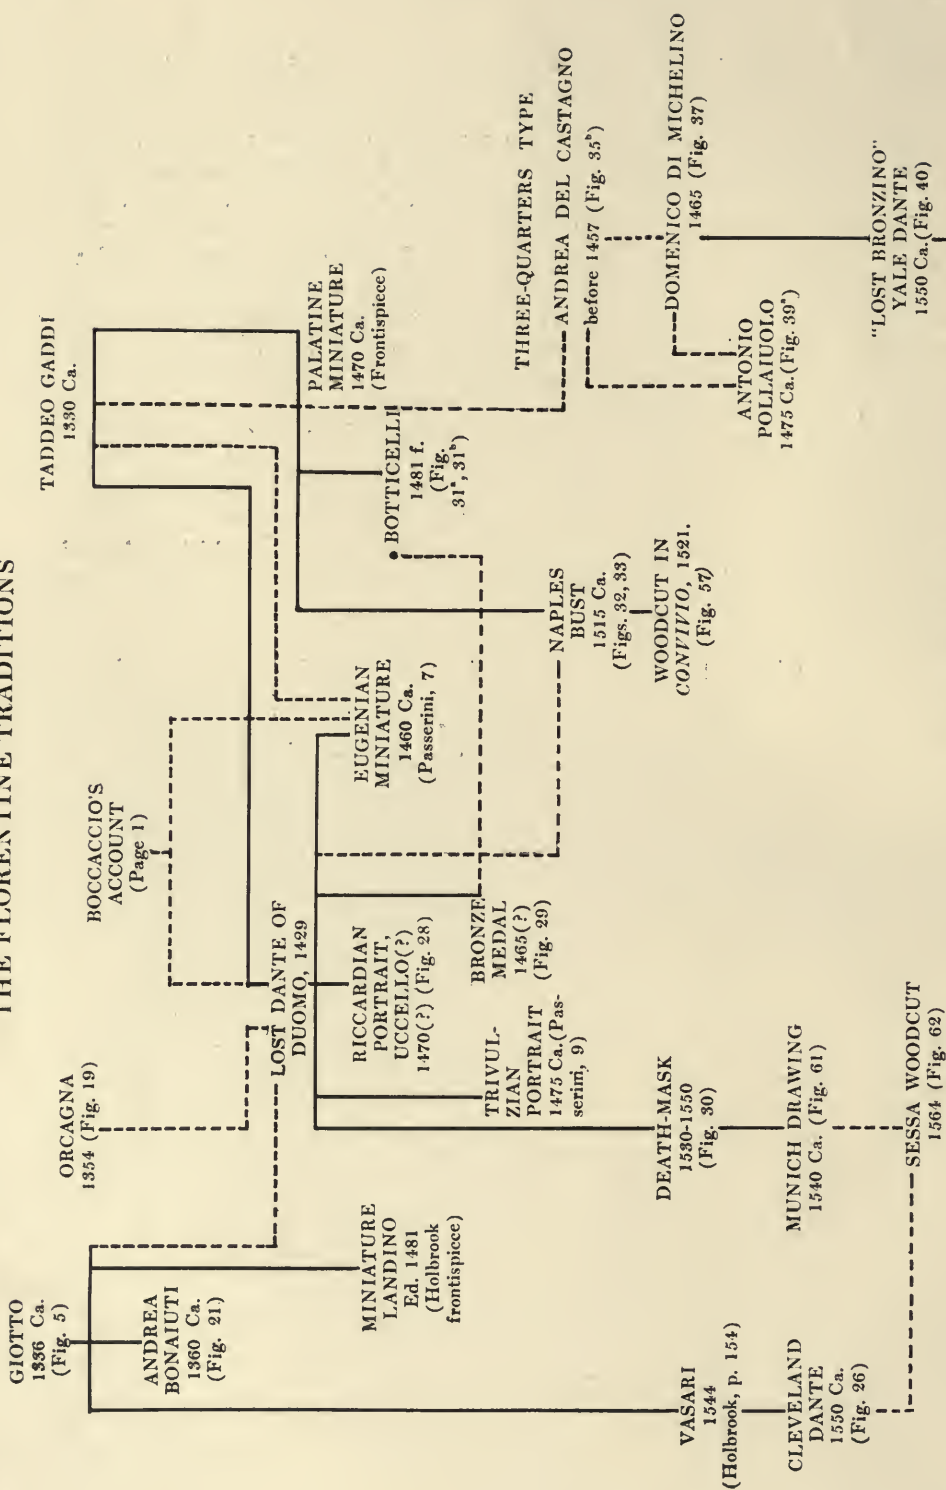 THE FLORENTINE TRADITIONS
GIOTTO
1336 Ca.
(Fig. 5)
ORCAGNA
1354 (Fig. 19)
BOCCACCIO'S
ACCOUNT
(Page 1)
TADDEO GADDI
1330 Ca.
ANDREA
BONAIUTI
1360 Ca.
(Fig. 21)
LOST DANTE OF
DUOMO, 1429
MINIATURE
LANDINO
Ed. 1481
(Holbrook
frontispiece)
RICCARDIAN
PORTRAIT,
UCCELLO(?)
1470(?) (Fig. 28)
EUGENIAN
MINIATURE
1460 Ca.
(Passerini, 7)
BOTTICELLI
1481 f.
(Fig.
31ª, 31ᵇ)
PALATINE
MINIATURE
1470 Ca.
(Frontispiece)
TRIVUL-
ZIAN
PORTRAIT
1475 Ca.(Pas-
serini, 9)
BRONZE
MEDAL
1465(?)
(Fig. 29)
NAPLES
BUST
1515 Ca.
(Figs. 32, 33)
THREE-QUARTERS TYPE
ANDREA DEL CASTAGNO
before 1457 (Fig. 35ᵇ)
WOODCUT IN
CONVIVIO, 1521.
(Fig. 57)
DOMENICO DI MICHELINO
1465 (Fig. 37)
VASARI
1544
(Holbrook, p. 154)
DEATH-MASK
1530-1550
(Fig. 30)
ANTONIO
POLLAIUOLO
1475 Ca.(Fig. 39ª)
CLEVELAND
DANTE
1550 Ca.
(Fig. 26)
MUNICH DRAWING
1540 Ca. (Fig. 61)
"LOST BRONZINO"
YALE DANTE
1550 Ca.(Fig. 40)
SESSA WOODCUT
1564 (Fig. 62)